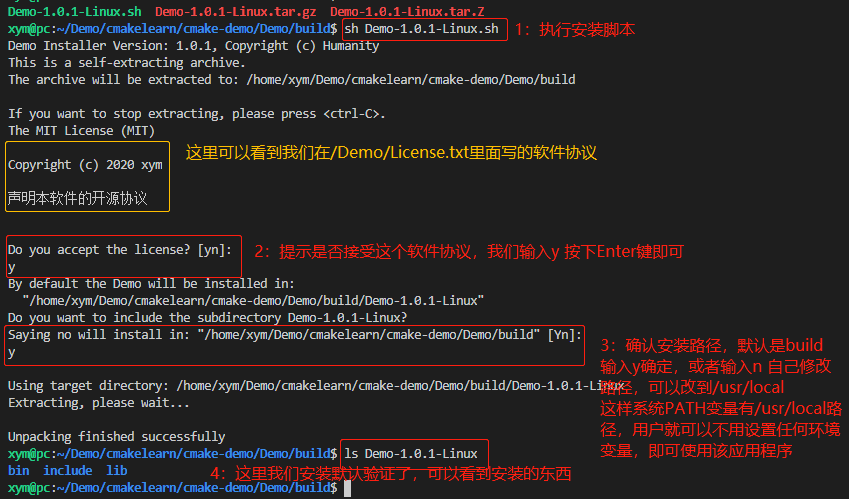 Demo-1.0.1-Linux.sh  Demo-1.0.1-Linux.tar.gz  Demo-1.0.1-Linux.tar.Z
xym@pc:~/Demo/cmakelearn/cmake-demo/Demo/build$ sh Demo-1.0.1-Linux.sh 1：执行安装脚本
Demo Installer Version: 1.0.1, Copyright (c) Humanity
This is a self-extracting archive.
The archive will be extracted to: /home/xym/Demo/cmakelearn/cmake-demo/Demo/build
If you want to stop extracting, please press <ctrl-C>.
The MIT License (MIT)
这里可以看到我们在/Demo/License.txt里面写的软件协议
Copyright (c) 2020 xym
声明本软件的开源协议
Do you accept the license? [yn]:
2：提示是否接受这个软件协议，我们输入y 按下Enter键即可
y
By default the Demo will be installed in:
"/home/xym/Demo/cmakelearn/cmake-demo/Demo/build/Demo-1.0.1-Linux"
Do you want to include the subdirectory Demo-1.0.1-Linux?
Saying no will install in: "/home/xym/Demo/cmakelearn/cmake-demo/Demo/build" [Yn]:
y
3：确认安装路径，默认是build
输入y确定，或者输入n 自己修改
路径，可以改到/usr/local
这样系统PATH变量有/usr/local路
径，用户就可以不用设置任何环境
变量，即可使用该应用程序
Using target directory: /home/xym/Demo/cmakelearn/cmake-demo/Demo/build/Demo-1.0.1-Linux
Extracting, please wait...
Unpacking finished successfully
xym@pc:~/Demo/cmakelearn/cmake-demo/Demo/build$ ls Demo-1.0.1-Linux
bin  include  lib
4：这里我们安装默认验证了，可以看到安装的东西
xym@pc:~/Demo/cmakelearn/cmake-demo/Demo/build$